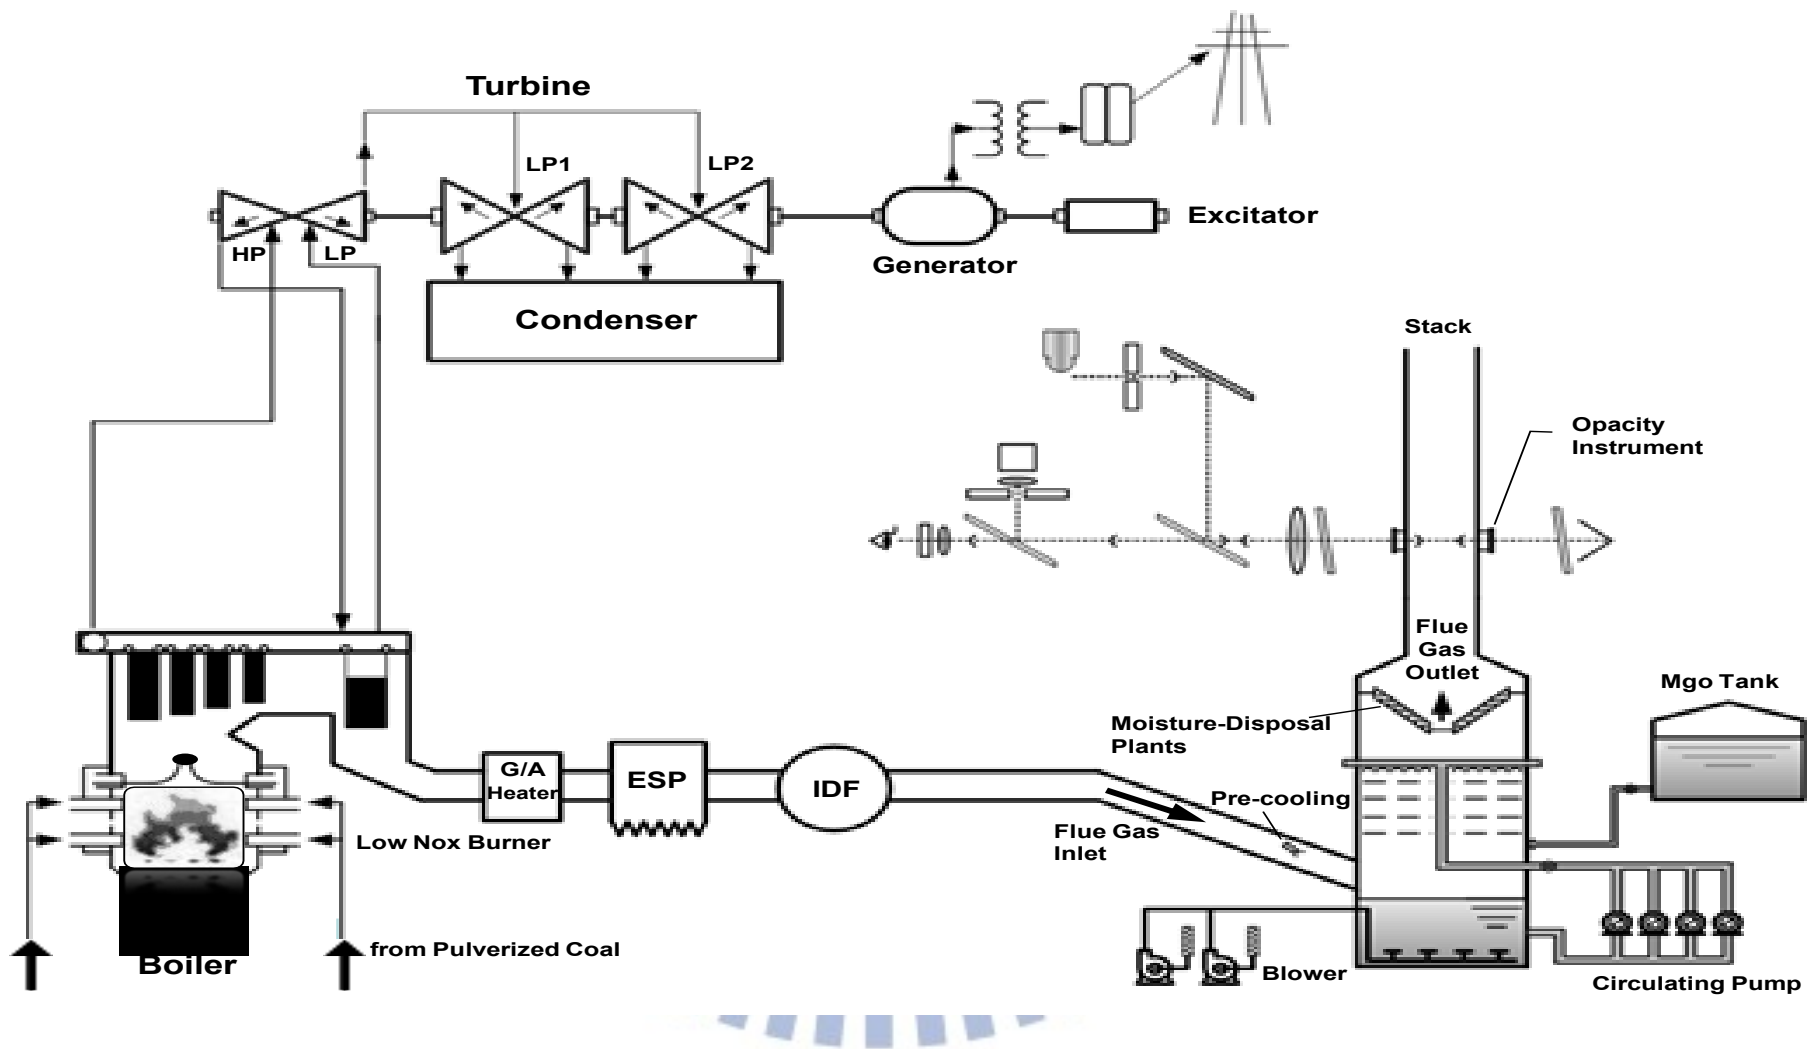 Turbine
LP1
LP2
HP
LP
Excitator
Generator
Condenser
Stack
Opacity
Instrument
Flue
Gas
Outlet
Mgo Tank
Moisture-Disposal
Plants
G/A
Heater
ESP
IDF
Pre-cooling
Flue Gas
Inlet
Low Nox Burner
from Pulverized Coal
Boiler
Blower
Circulating Pump